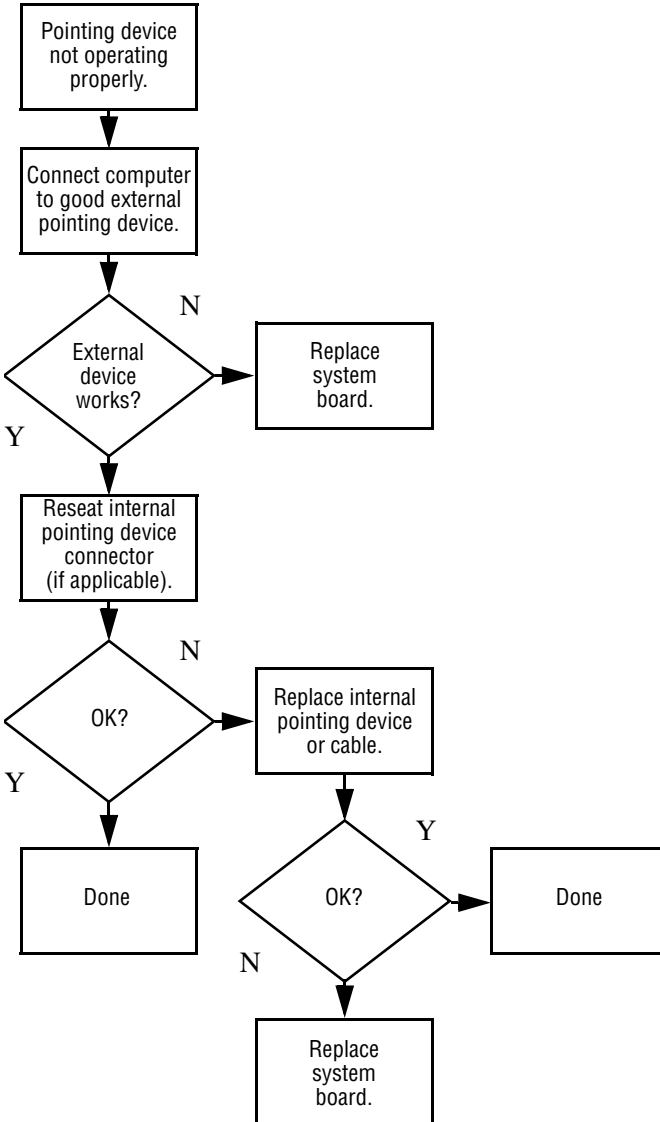 Pointing device
not operating
properly.
Connect computer
to good external
pointing device.
N
External
device
works?
Replace
system
board.
Y
Reseat internal
pointing device
connector
(if applicable).
N
OK?
Replace internal
pointing device
or cable.
Y
Y
Done
OK?
Done
N
Replace
system
board.